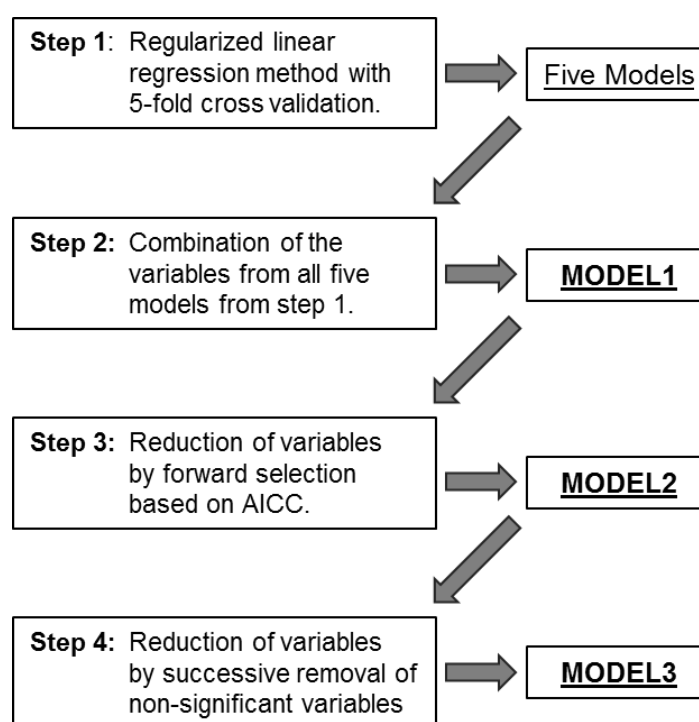 Step 1: Regularized linear
regression method with
5-fold cross validation.
Five Models
Step 2: Combination of the
variables from all five
models from step 1.
MODEL1
Step 3: Reduction of variables
by forward selection
based on AICC.
MODEL2
Step 4: Reduction of variables
by successive removal of
non-significant variables
MODEL3